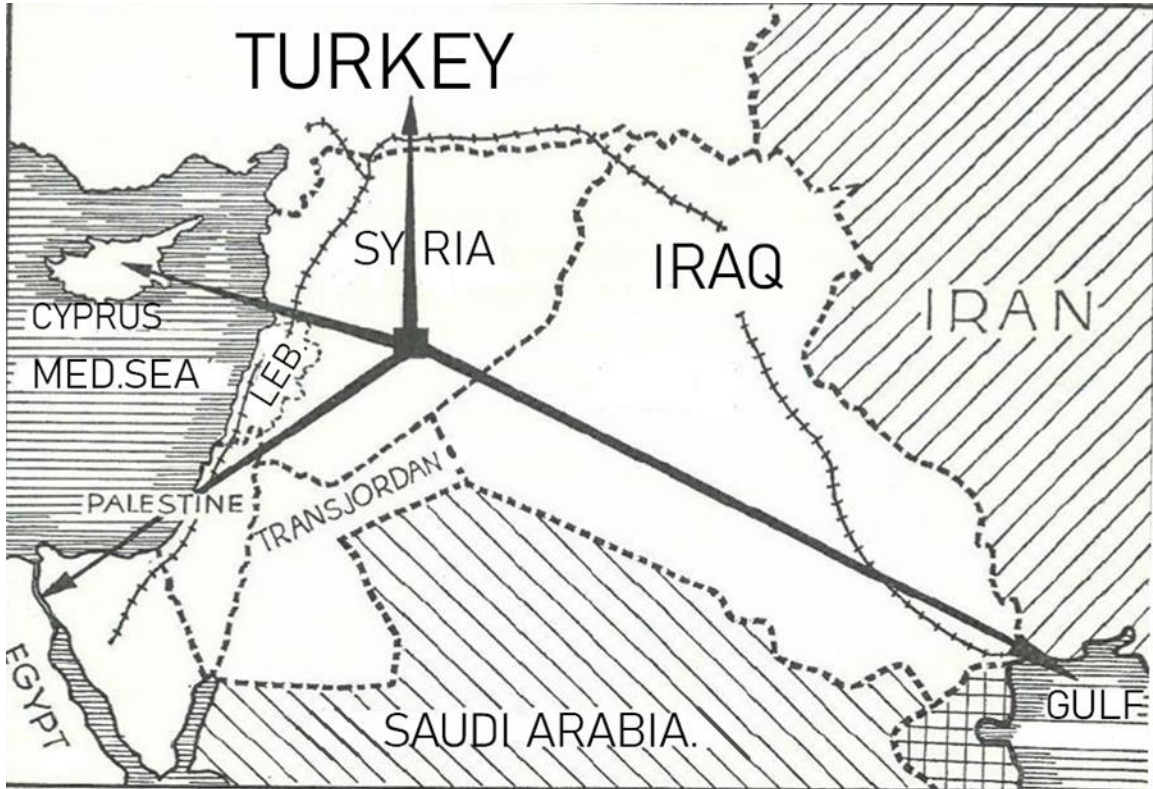 TURKEY
SYRIA
IRAQ
IRAN
CYPRUS
MED.SEA
LEB.
PALESTINE
TRANSJORDAN
EGYPT
SAUDI ARABIA.
GULF